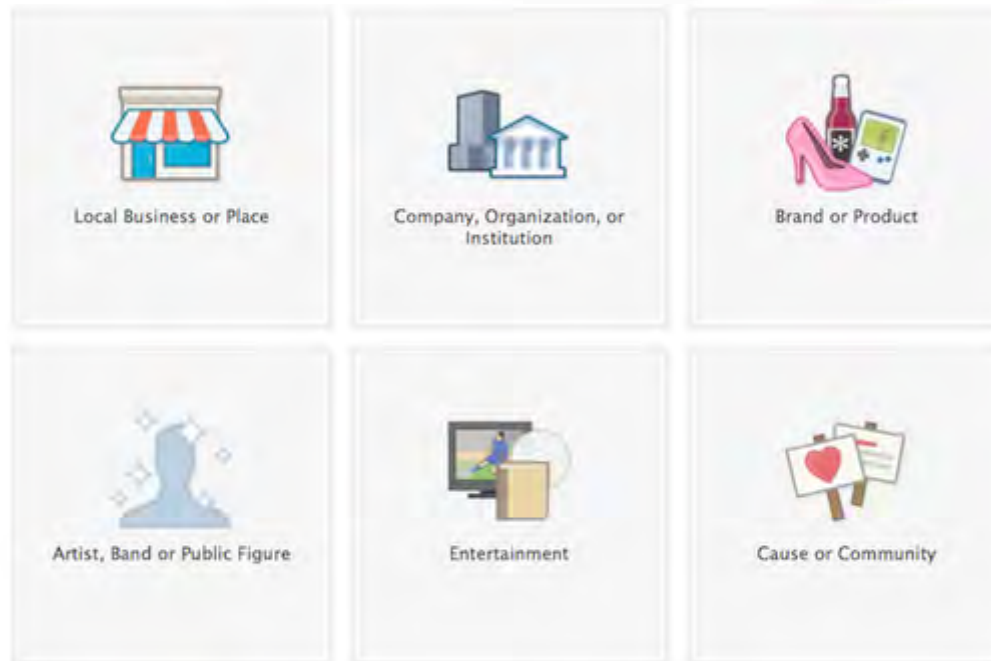 Local Business or Place
Company, Organization, or
Institution
Brand or Product
Artist, Band or Public Figure
Entertainment
Cause or Community